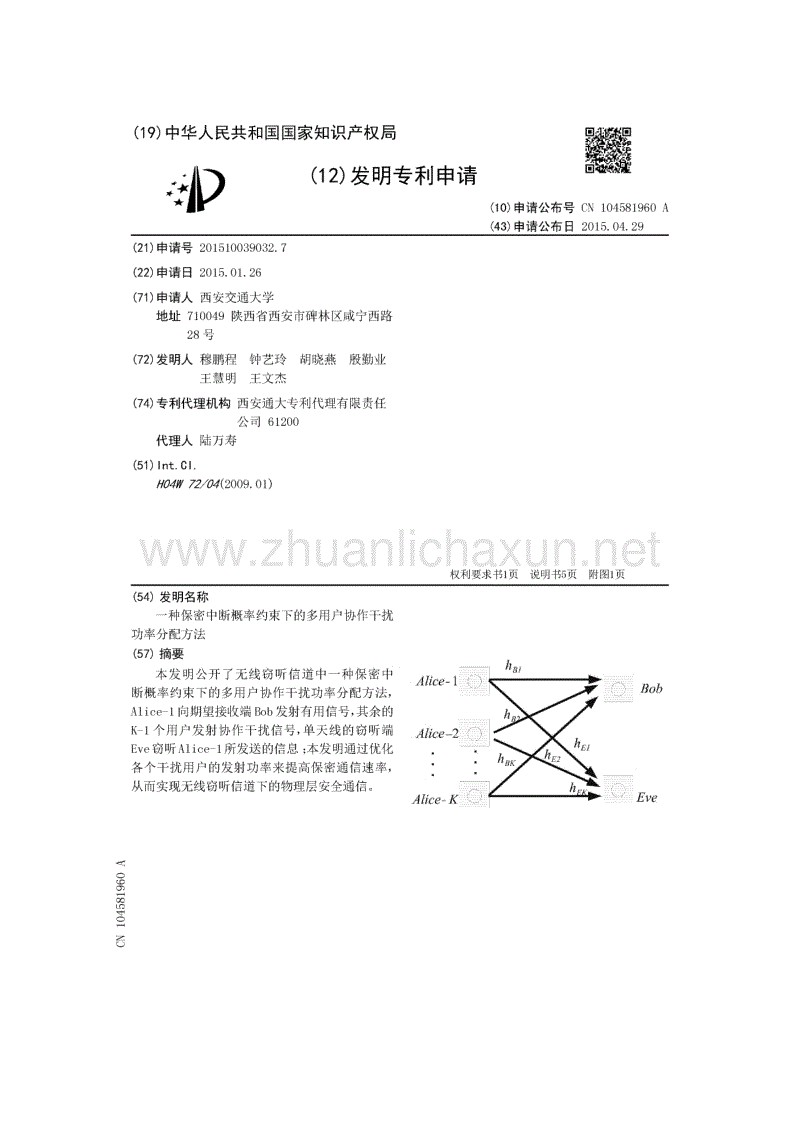 (19)中华人民共和国国家知识产权局
(12)发明专利申请
(10)申请公布号 CN 104581960 A
(43)申请公布日 2015.04.29
(21)申请号 201510039032.7
(22)申请日 2015.01.26
(71)申请人 西安交通大学
地址 710049 陕西省西安市碑林区咸宁西路
28 号
(72)发明人 穆鹏程 钟艺玲 胡晓燕 殷勤业
王慧明 王文杰
(74)专利代理机构 西安通大专利代理有限责任
公司 61200
代理人 陆万寿
(51)Int.Cl.
H04W 72/04(2009.01)
www.zhuanlichaxun.net
权利要求书1页 说明书5页 附图1页
(54)发明名称
一种保密中断概率约束下的多用户协作干扰
功率分配方法
(57)摘要
本发明公开了无线窃听信道中一种保密中
断概率约束下的多用户协作干扰功率分配方法，
Alice-1向期望接收端Bob发射有用信号，其余的
K-1 个用户发射协作干扰信号，单天线的窃听端
Eve窃听Alice-1所发送的信息；本发明通过优化
各个干扰用户的发射功率来提高保密通信速率，
从而实现无线窃听信道下的物理层安全通信。
Alice-1
hB1
Bob
Alice-2
hB2
hE1
hBK
hE2
hEK
Alice-K
Eve
CN 104581960 A